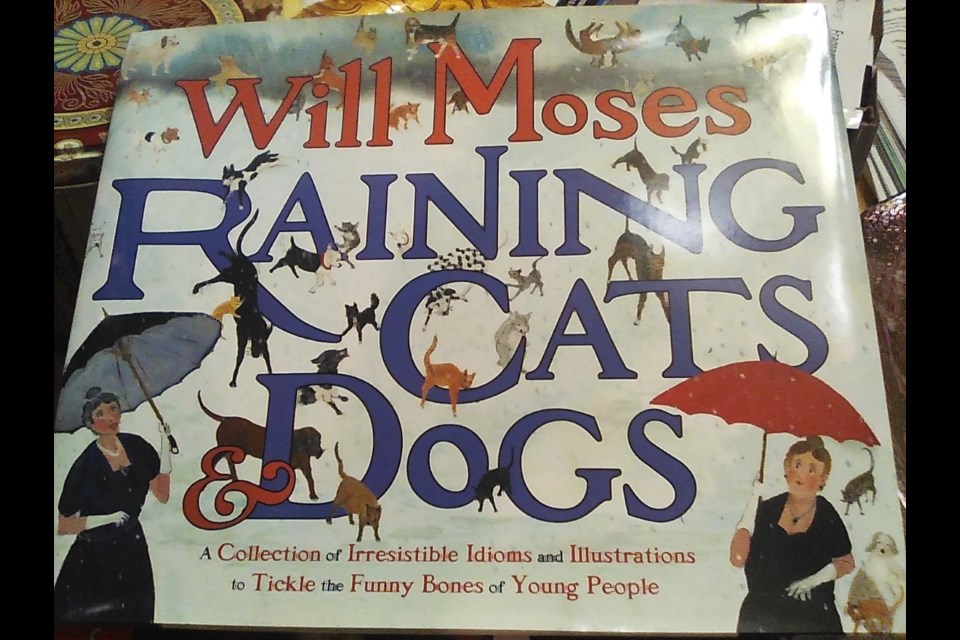 Will Moses
RAINING
CATS
& DOGS
A Collection of Irresistible Idioms and Illustrations
to Tickle the Funny Bones of Young People